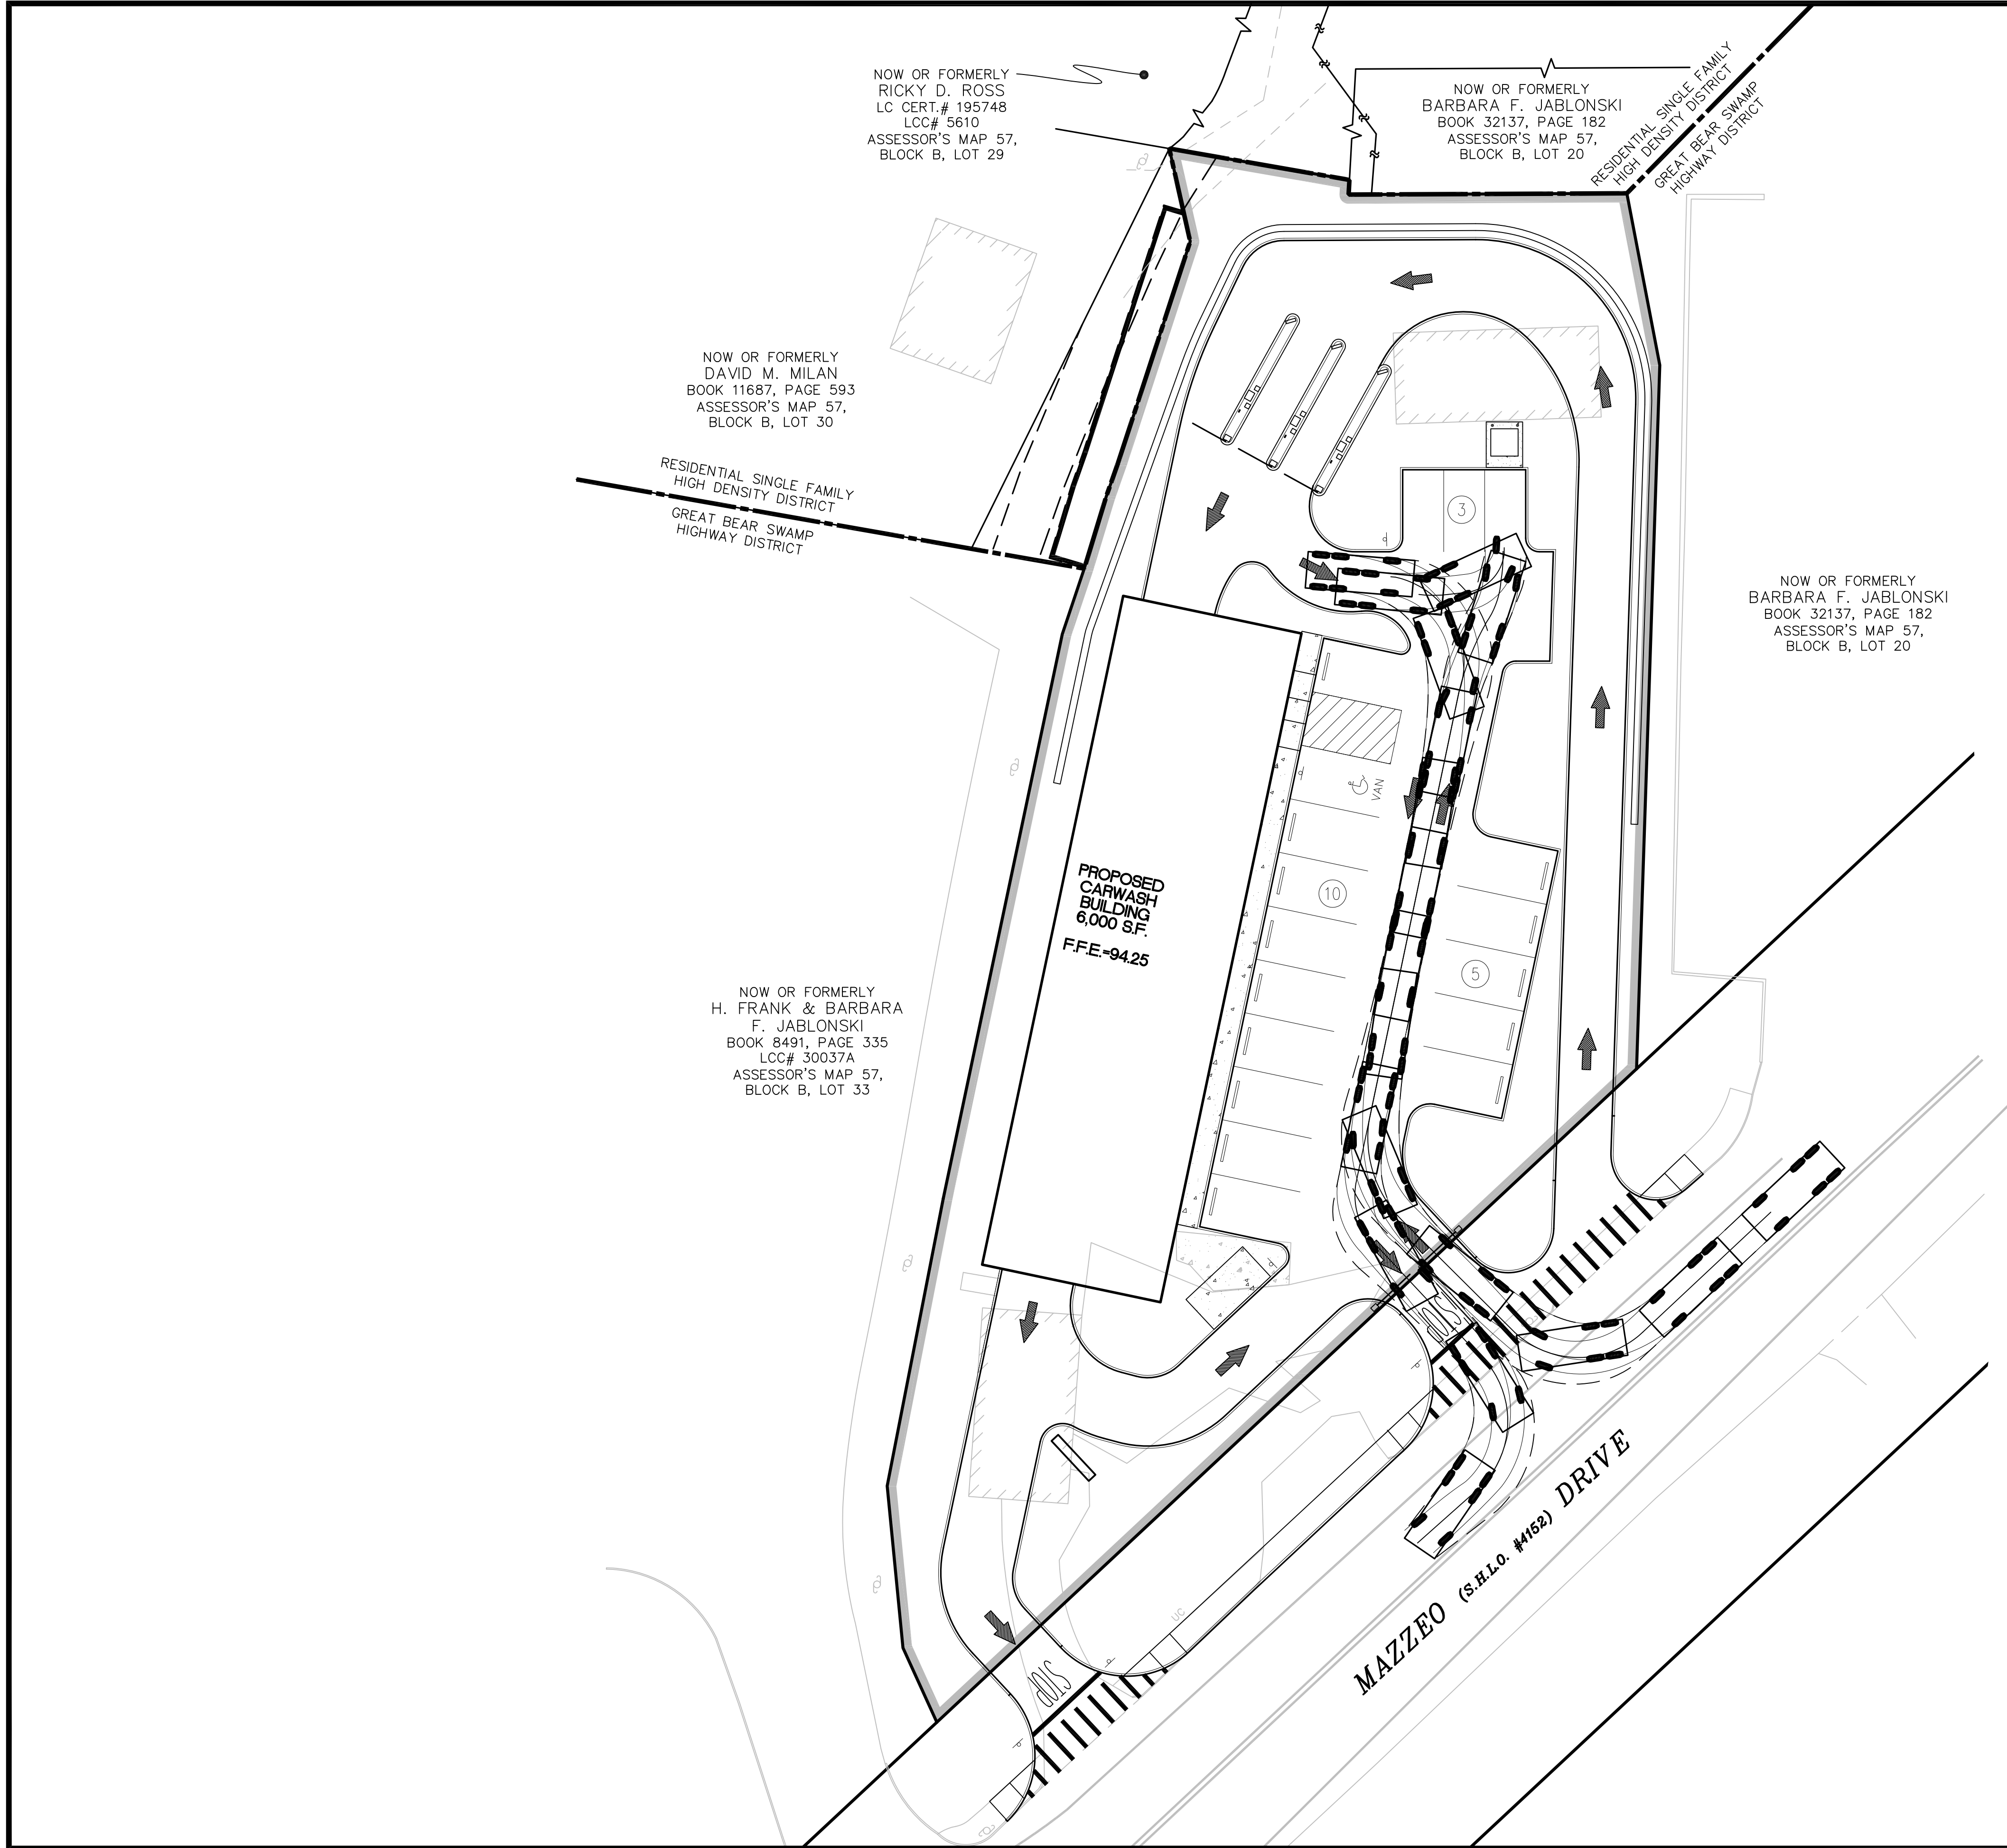 NOW OR FORMERLY
RICKY D. ROSS
LC CERT.# 195748
LCC# 5610
ASSESSOR'S MAP 57,
BLOCK B, LOT 29
NOW OR FORMERLY
BARBARA F. JABLONSKI
BOOK 32137, PAGE 182
ASSESSOR'S MAP 57,
BLOCK B, LOT 20
RESIDENTIAL SINGLE FAMILY
HIGH DENSITY DISTRICT
GREAT BEAR SWAMP
HIGHWAY DISTRICT
NOW OR FORMERLY
DAVID M. MILAN
BOOK 11687, PAGE 593
ASSESSOR'S MAP 57,
BLOCK B, LOT 30
RESIDENTIAL SINGLE FAMILY
HIGH DENSITY DISTRICT
GREAT BEAR SWAMP
HIGHWAY DISTRICT
3
NOW OR FORMERLY
BARBARA F. JABLONSKI
BOOK 32137, PAGE 182
ASSESSOR'S MAP 57,
BLOCK B, LOT 20
VAN
PROPOSED
CARWASH
BUILDING
6,000 S.F.
F.F.E.=94.25
10
5
NOW OR FORMERLY
H. FRANK & BARBARA
F. JABLONSKI
BOOK 8491, PAGE 335
LCC# 30037A
ASSESSOR'S MAP 57,
BLOCK B, LOT 33
STOP
MAZZEO (S.H.L.O. #4152) DRIVE
UC
STOP